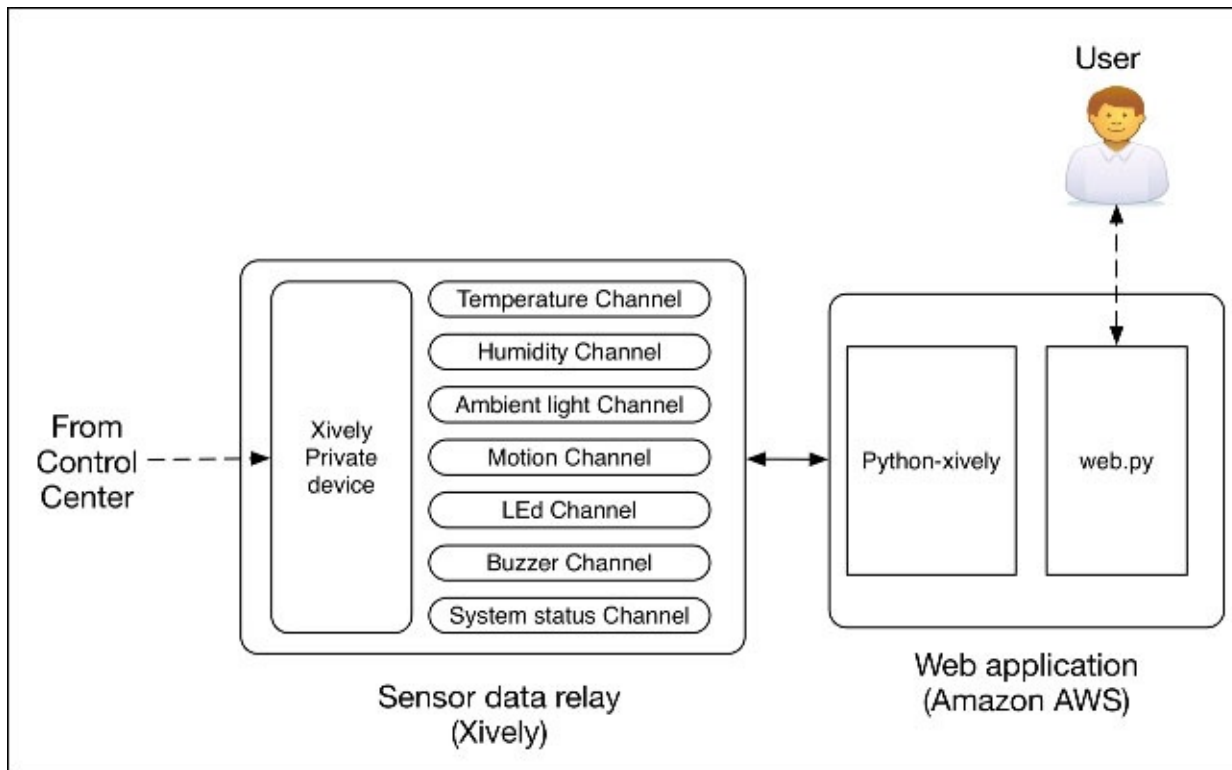 User
Temperature Channel
Humidity Channel
Ambient light Channel
Motion Channel
LEd Channel
Buzzer Channel
System status Channel
From
Control
Center
Xively
Private
device
Python-xively
web.py
Sensor data relay
(Xively)
Web application
(Amazon AWS)